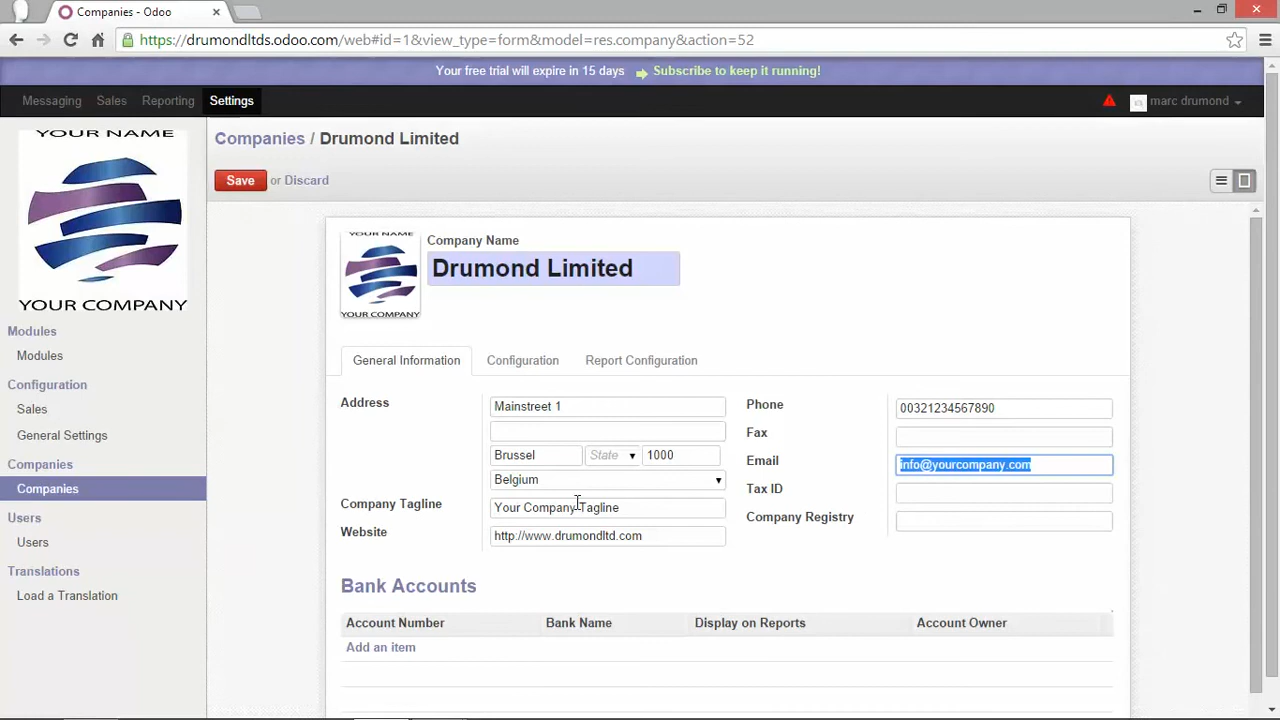 Companies - Odoo
https://drumondltds.odoo.com/web#id=1&view_type=form&model=res.company&action=52
Your free trial will expire in 15 days Subscribe to keep it running!
Messaging Sales Reporting Settings marc drumond
YOUR NAME
YOUR COMPANY
Modules
Modules
Configuration
Sales
General Settings
Companies
Companies
Users
Users
Translations
Load a Translation
Companies / Drumond Limited
Save or Discard
YOUR NAME
YOUR COMPANY
Company Name
Drumond Limited
General Information Configuration Report Configuration
Address Mainstreet 1
Brussel State 1000
Belgium
Company Tagline Your Company Tagline
Website http://www.drumondltd.com
Phone 00321234567890
Fax
Email info@yourcompany.com
Tax ID
Company Registry
Bank Accounts
Account Number Bank Name Display on Reports Account Owner
Add an item